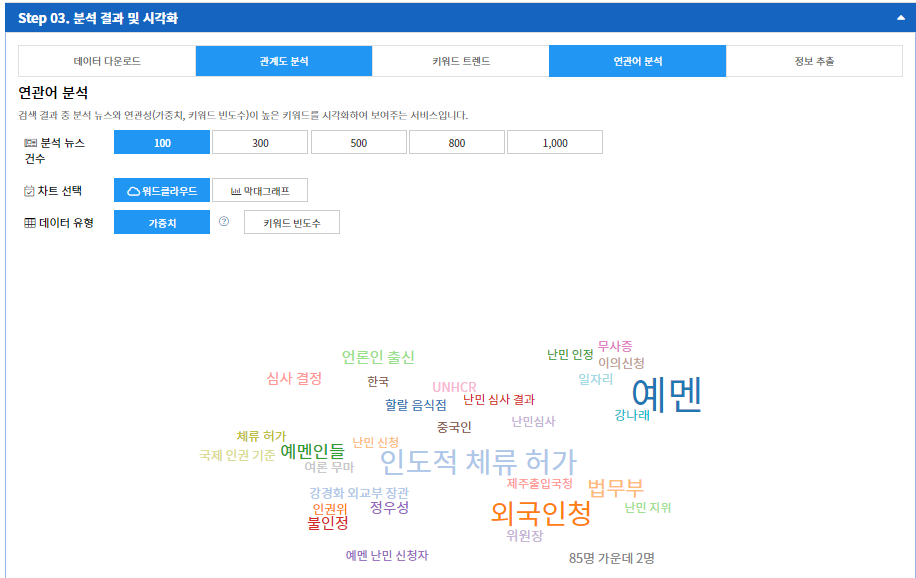 Step 03. 분석 결과 및 시각화
데이터 다운로드 관계도 분석 키워드 트렌드 연관어 분석 정보 추출
연관어 분석
검색 결과 중 분석 뉴스와 연관성(가중치, 키워드 빈도수)이 높은 키워드를 시각화하여 보여주는 서비스입니다.
분석 뉴스 건수 100 300 500 800 1,000
차트 선택 워드클라우드 막대그래프
데이터 유형 가중치 키워드 빈도수
무사증
언론인 출신 난민 인정
이의신청
심사 결정 한국 일자리
UNHCR 예멘
할랄 음식점 난민 심사 결과
강나래
중국인 난민심사
체류 허가
예멘인들 난민 신청
국제 인권 기준
여론 무마 인도적 체류 허가
제주출입국청 법무부
강경화 외교부 장관
인권위 정우성 외국인청 난민 지위
불인정
위원장
예멘 난민 신청자 85명 가운데 2명